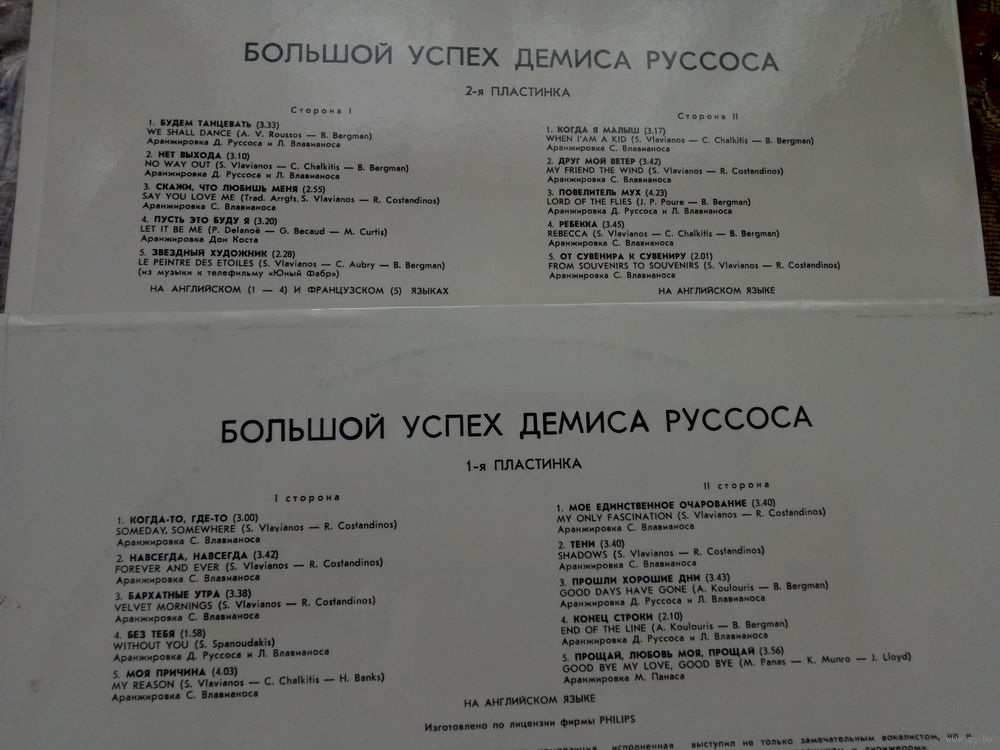 БОЛЬШОЙ УСПЕХ ДЕМИСА РУССОСА
2-я ПЛАСТИНКА
Сторона I
1. БУДЕМ ТАНЦЕВАТЬ (3.33)
WE SHALL DANCE (A. V. Roussos — B. Bergman)
Аранжировка Д. Руссоса и Л. Влавианоса
2. НЕТ ВЫХОДА (3.10)
NO WAY OUT (S. Vlavianos — C. Chalkitis — B. Bergman)
Аранжировка Д. Руссоса и Л. Влавианоса
3. СКАЖИ, ЧТО ЛЮБИШЬ МЕНЯ (2.55)
SAY YOU LOVE ME (Trad. Arrgts. S. Vlavianos — R. Costandinos)
Аранжировка С. Влавианоса
4. ПУСТЬ ЭТО БУДУ Я (3.20)
LET IT BE ME (P. Delanoë — G. Becaud — M. Curtis)
Аранжировка Дон Коста
5. ЗВЕЗДНЫЙ ХУДОЖНИК (2.28)
LE PEINTRE DES ETOILES (S. Vlavianos — C. Aubry — B. Bergman)
(из музыки к телефильму «Юный Фабр»)
НА АНГЛИЙСКОМ (1 — 4) И ФРАНЦУЗСКОМ (5) ЯЗЫКАХ
Сторона II
1. КОГДА Я МАЛЫШ (3.17)
WHEN I'AM A KID (S. Vlavianos — C. Chalkitis — B. Bergman)
Аранжировка С. Влавианоса
2. ДРУГ МОЙ ВЕТЕР (3.42)
MY FRIEND THE WIND (S. Vlavianos — R. Costandinos)
Аранжировка С. Влавианоса
3. ПОВЕЛИТЕЛЬ МУХ (4.23)
LORD OF THE FLIES (J. P. Poure — B. Bergman)
Аранжировка Д. Руссоса и Л. Влавианоса
4. РЕБЕККА (3.45)
REBECCA (S. Vlavianos — C. Chalkitis — B. Bergman)
Аранжировка С. Влавианоса
5. ОТ СУВЕНИРА К СУВЕНИРУ (2.01)
FROM SOUVENIRS TO SOUVENIRS (S. Vlavianos — R. Costandinos)
Аранжировка С. Влавианоса
НА АНГЛИЙСКОМ ЯЗЫКЕ
БОЛЬШОЙ УСПЕХ ДЕМИСА РУССОСА
1-я ПЛАСТИНКА
I сторона
1. КОГДА-ТО, ГДЕ-ТО (3.00)
SOMEDAY, SOMEWHERE (S. Vlavianos — R. Costandinos)
Аранжировка С. Влавианоса
2. НАВСЕГДА, НАВСЕГДА (3.42)
FOREVER AND EVER (S. Vlavianos — R. Costandinos)
Аранжировка С. Влавианоса
3. БАРХАТНЫЕ УТРА (3.38)
VELVET MORNINGS (S. Vlavianos — R. Costandinos)
Аранжировка С. Влавианоса
4. БЕЗ ТЕБЯ (1.58)
WITHOUT YOU (S. Spanoudakis)
Аранжировка Д. Руссоса и Л. Влавианоса
5. МОЯ ПРИЧИНА (4.03)
MY REASON (S. Vlavianos — C. Chalkitis — H. Banks)
Аранжировка С. Влавианоса
II сторона
1. МОЕ ЕДИНСТВЕННОЕ ОЧАРОВАНИЕ (3.40)
MY ONLY FASCINATION (S. Vlavianos — R. Costandinos)
Аранжировка С. Влавианоса
2. ТЕНИ (3.40)
SHADOWS (S. Vlavianos — R. Costandinos)
Аранжировка С. Влавианоса
3. ПРОШЛИ ХОРОШИЕ ДНИ (3.43)
GOOD DAYS HAVE GONE (A. Koulouris — B. Bergman)
Аранжировка Д. Руссоса и Л. Влавианоса
4. КОНЕЦ СТРОКИ (2.10)
END OF THE LINE (A. Koulouris — B. Bergman)
Аранжировка Д. Руссоса и Л. Влавианоса
5. ПРОЩАЙ, ЛЮБОВЬ МОЯ, ПРОЩАЙ (3.56)
GOOD BYE MY LOVE, GOOD BYE (M. Panas — K. Munro — J. Lloyd)
Аранжировка М. Панаса
НА АНГЛИЙСКОМ ЯЗЫКЕ
Изготовлено по лицензии фирмы PHILIPS
исполненная выступил не только замечательным вокалистом, но и